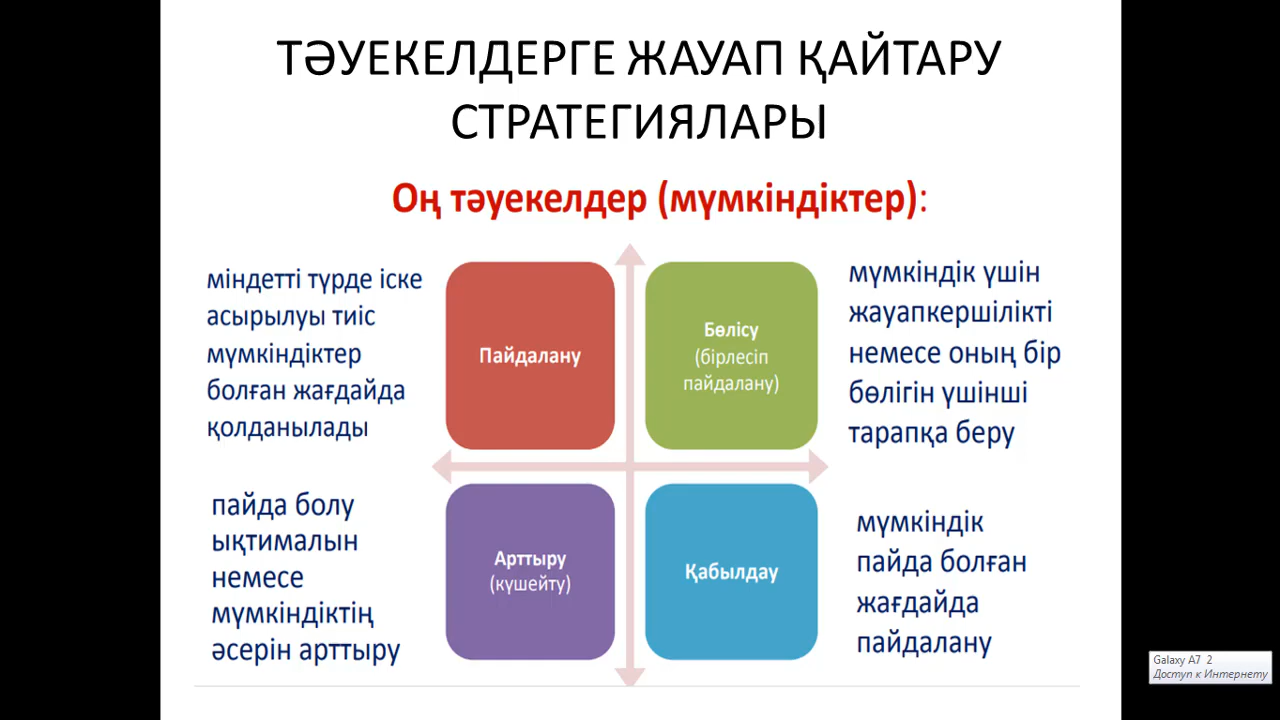 ТӘУЕКЕЛДЕРГЕ ЖАУАП ҚАЙТАРУ
СТРАТЕГИЯЛАРЫ
Оң тәуекелдер (мүмкіндіктер):
міндетті түрде іске
асырылуы тиіс
мүмкіндіктер
болған жағдайда
қолданылады
Пайдалану
Бөлісу
(бірлесіп
пайдалану)
мүмкіндік үшін
жауапкершілікті
немесе оның бір
бөлігін үшінші
тарапқа беру
пайда болу
ықтималын
немесе
мүмкіндіктің
әсерін арттыру
Арттыру
(күшейту)
Қабылдау
мүмкіндік
пайда болған
жағдайда
пайдалану
Galaxy A7 2
Доступ к Интернету